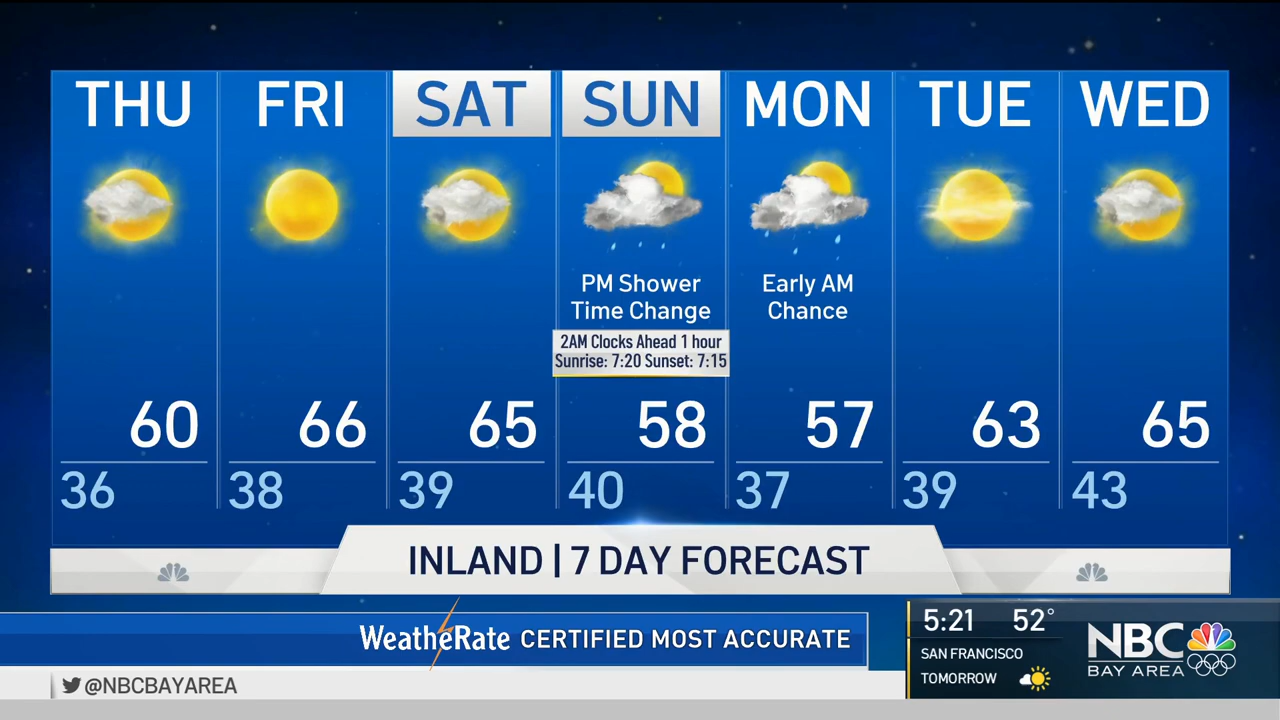 THU FRI SAT SUN MON TUE WED
PM Shower Early AM
Time Change Chance
2AM Clocks Ahead 1 hour
Sunrise: 7:20 Sunset: 7:15
60 66 65 58 57 63 65
36 38 39 40 37 39 43
INLAND | 7 DAY FORECAST
WeatheRate CERTIFIED MOST ACCURATE
@NBCBAYAREA
5:21 52°
SAN FRANCISCO
TOMORROW
NBC
BAY AREA